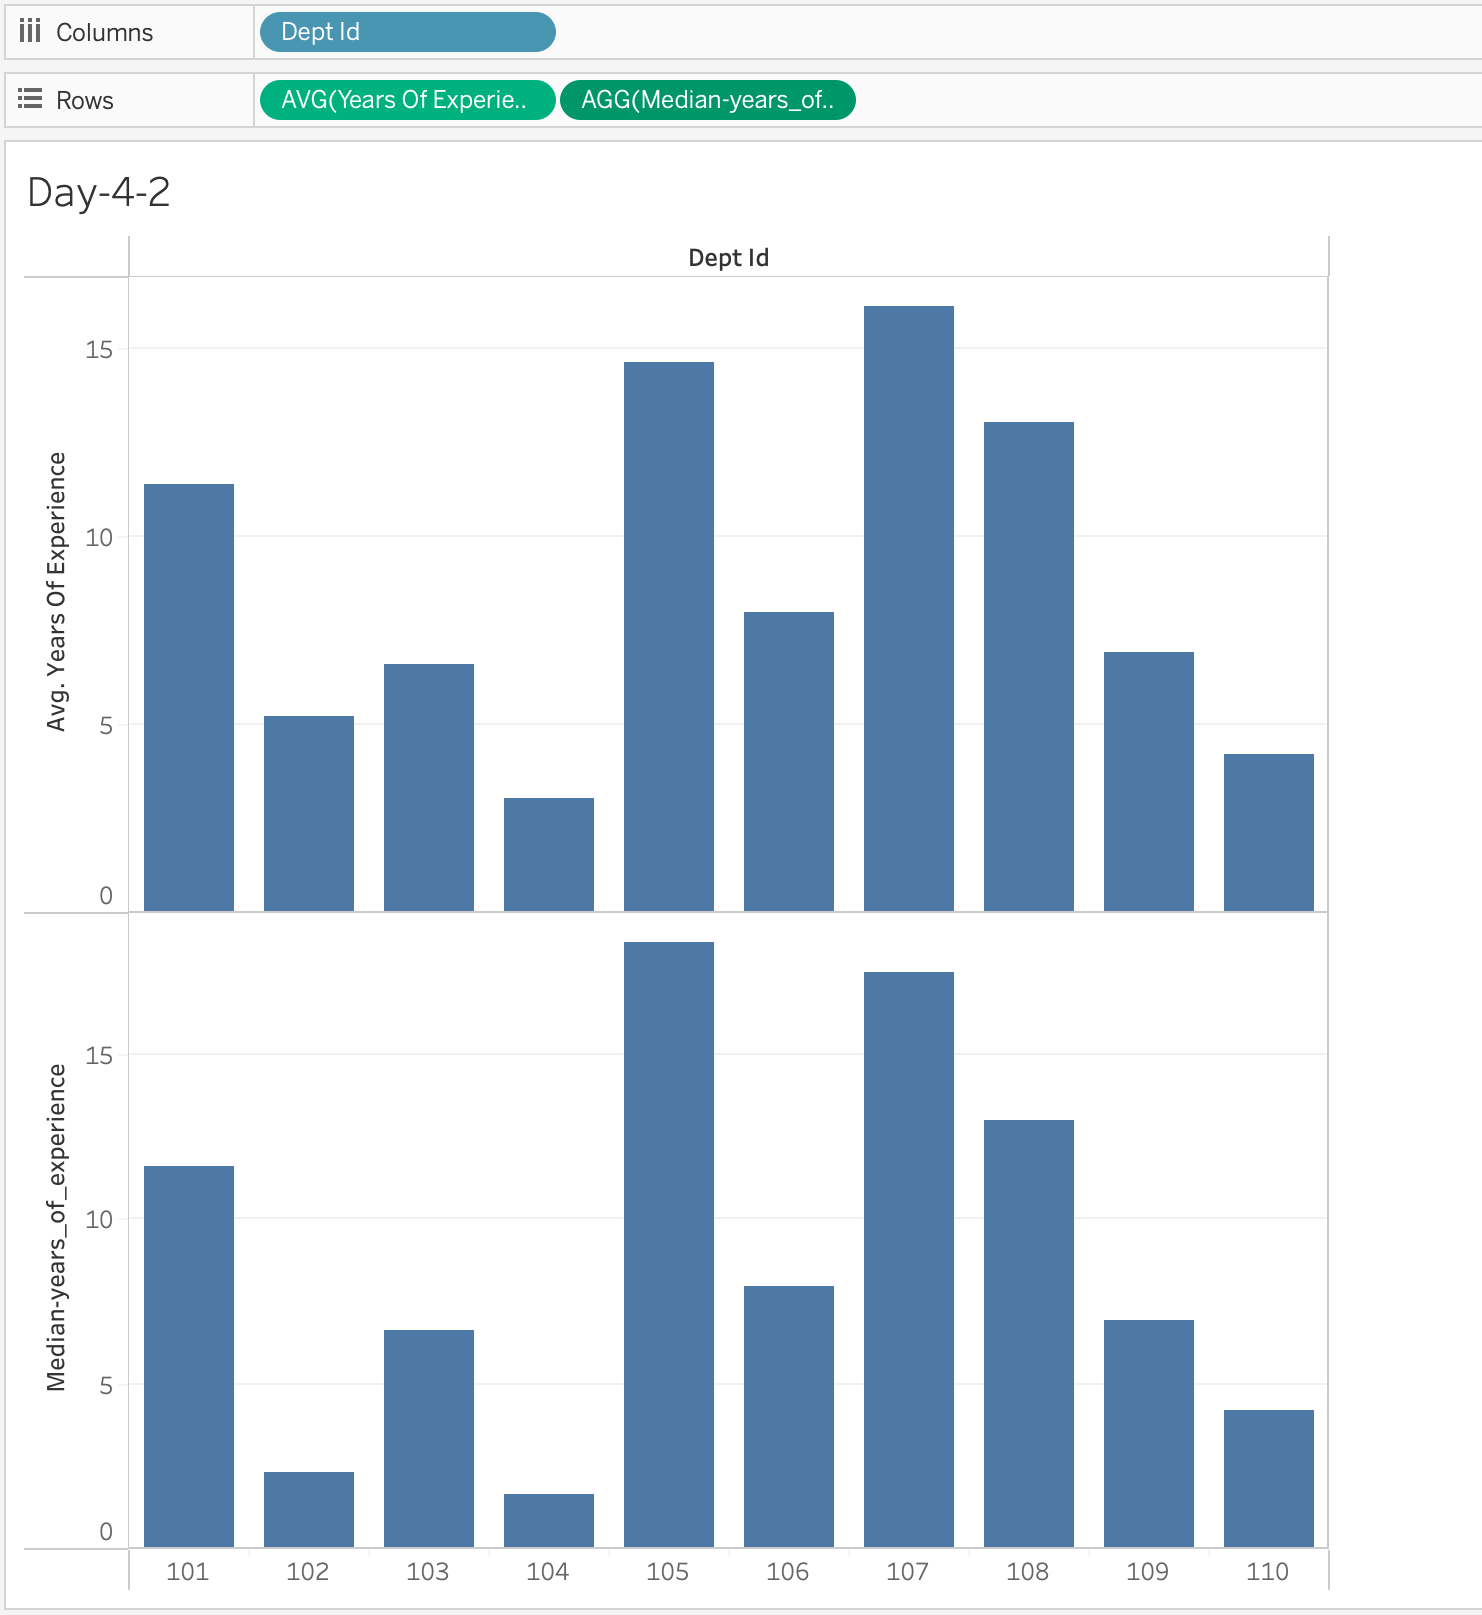 Columns
Dept Id
Rows
AVG(Years Of Experie..
AGG(Median-years_of..
Day-4-2
Dept Id
Avg. Years Of Experience
15
10
5
0
Median-years_of_experience
15
10
5
0
101 102 103 104 105 106 107 108 109 110